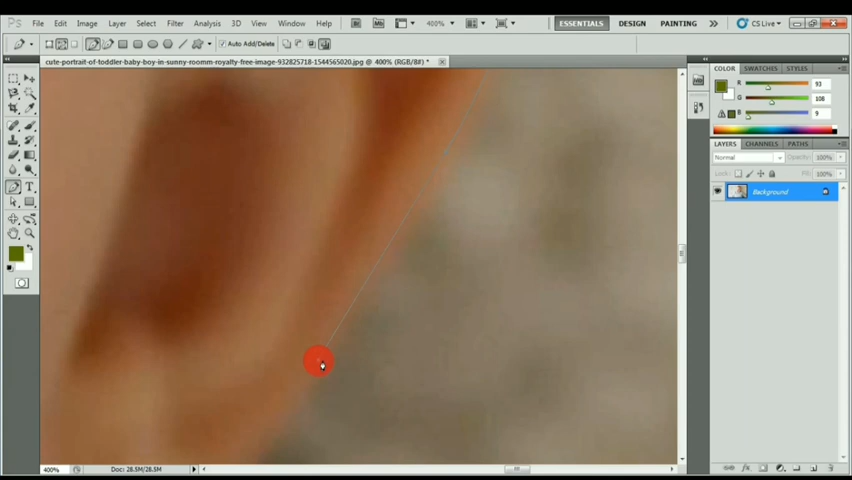 Ps File Edit Image Layer Select Filter Analysis 3D View Window Help Br Mb 400% ESSENTIALS DESIGN PAINTING CS Live
Auto Add/Delete
cute-portrait-of-toddler-baby-boy-in-sunny-roomm-royalty-free-image-932825718-1544565020.jpg @ 400% (RGB/8#) *
COLOR SWATCHES STYLES
R 93
G 108
B 9
LAYERS CHANNELS PATHS
Normal Opacity: 100%
Lock: Fill: 100%
Background
T
400% Doc: 28.5M/28.5M